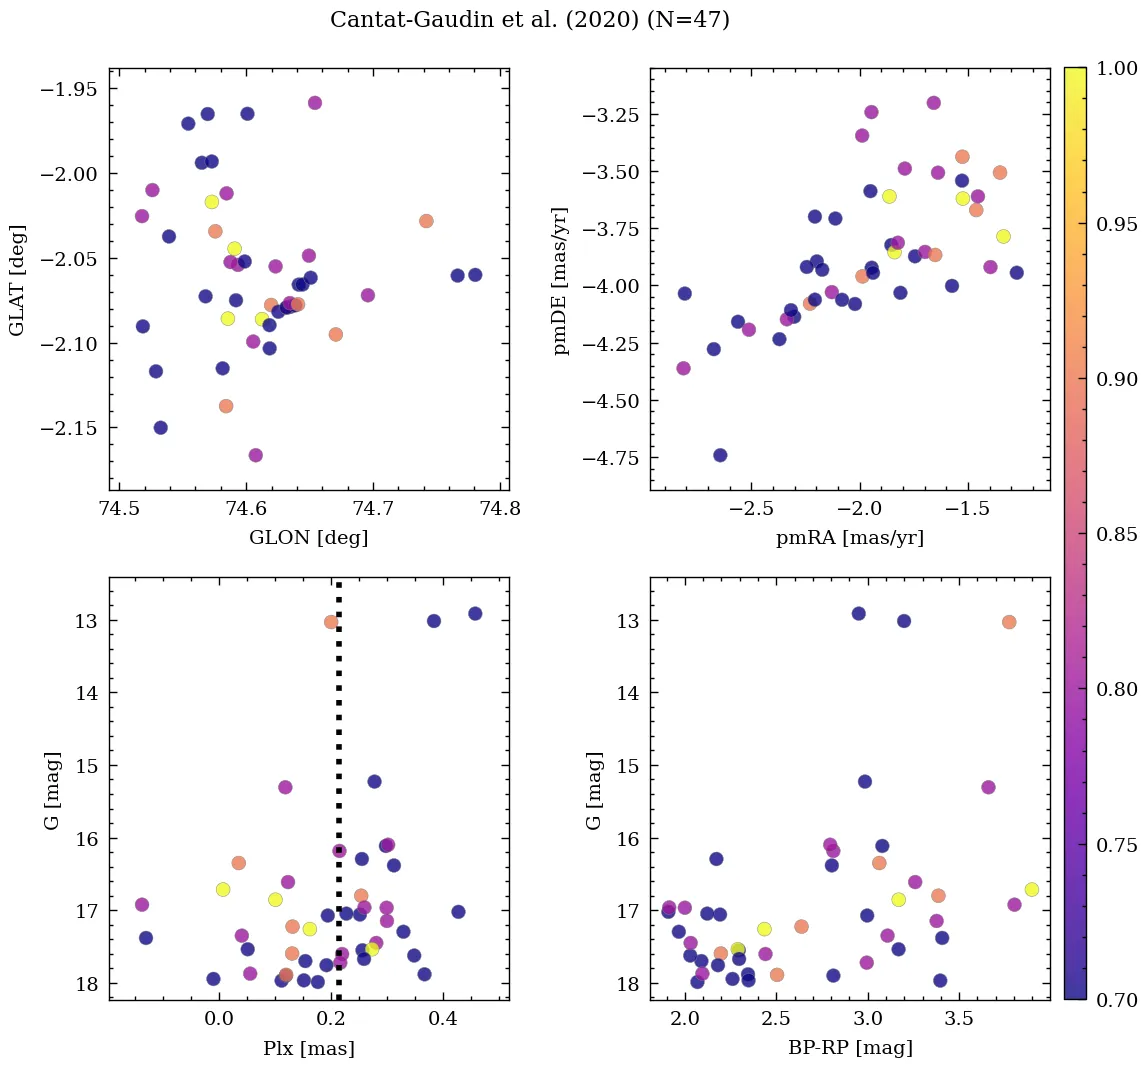 Cantat-Gaudin et al. (2020) (N=47)
−1.95
−2.00
−2.05
−2.10
−2.15
GLAT [deg]
74.5 74.6 74.7 74.8
GLON [deg]
−3.25
−3.50
−3.75
−4.00
−4.25
−4.50
−4.75
pmDE [mas/yr]
−2.5 −2.0 −1.5
pmRA [mas/yr]
13
14
15
16
17
18
G [mag]
0.0 0.2 0.4
Plx [mas]
13
14
15
16
17
18
G [mag]
2.0 2.5 3.0 3.5
BP-RP [mag]
1.00
0.95
0.90
0.85
0.80
0.75
0.70